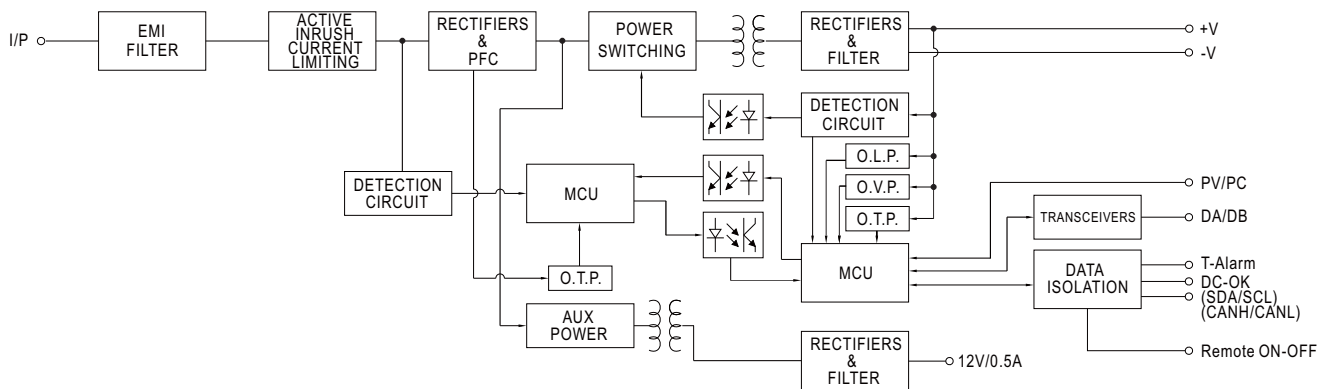 I/P
EMI
FILTER
ACTIVE
INRUSH
CURRENT
LIMITING
RECTIFIERS
&
PFC
POWER
SWITCHING
RECTIFIERS
&
FILTER
+V
-V
DETECTION
CIRCUIT
O.L.P.
O.V.P.
O.T.P.
DETECTION
CIRCUIT
MCU
O.T.P.
MCU
PV/PC
TRANSCEIVERS
DA/DB
DATA
ISOLATION
T-Alarm
DC-OK
(SDA/SCL)
(CANH/CANL)
Remote ON-OFF
AUX
POWER
RECTIFIERS
&
FILTER
12V/0.5A